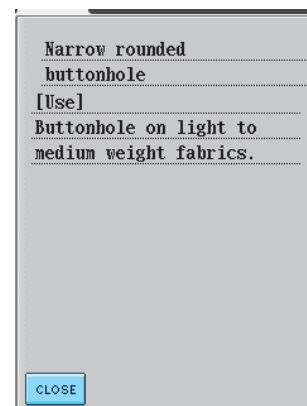 Narrow rounded
buttonhole
[Use]
Buttonhole on light to
medium weight fabrics.
CLOSE